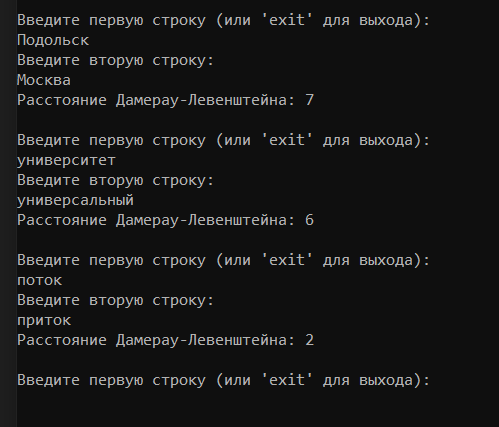 Введите первую строку (или 'exit' для выхода):
Подольск
Введите вторую строку:
Москва
Расстояние Дамерау-Левенштейна: 7
Введите первую строку (или 'exit' для выхода):
университет
Введите вторую строку:
универсальный
Расстояние Дамерау-Левенштейна: 6
Введите первую строку (или 'exit' для выхода):
поток
Введите вторую строку:
приток
Расстояние Дамерау-Левенштейна: 2
Введите первую строку (или 'exit' для выхода):